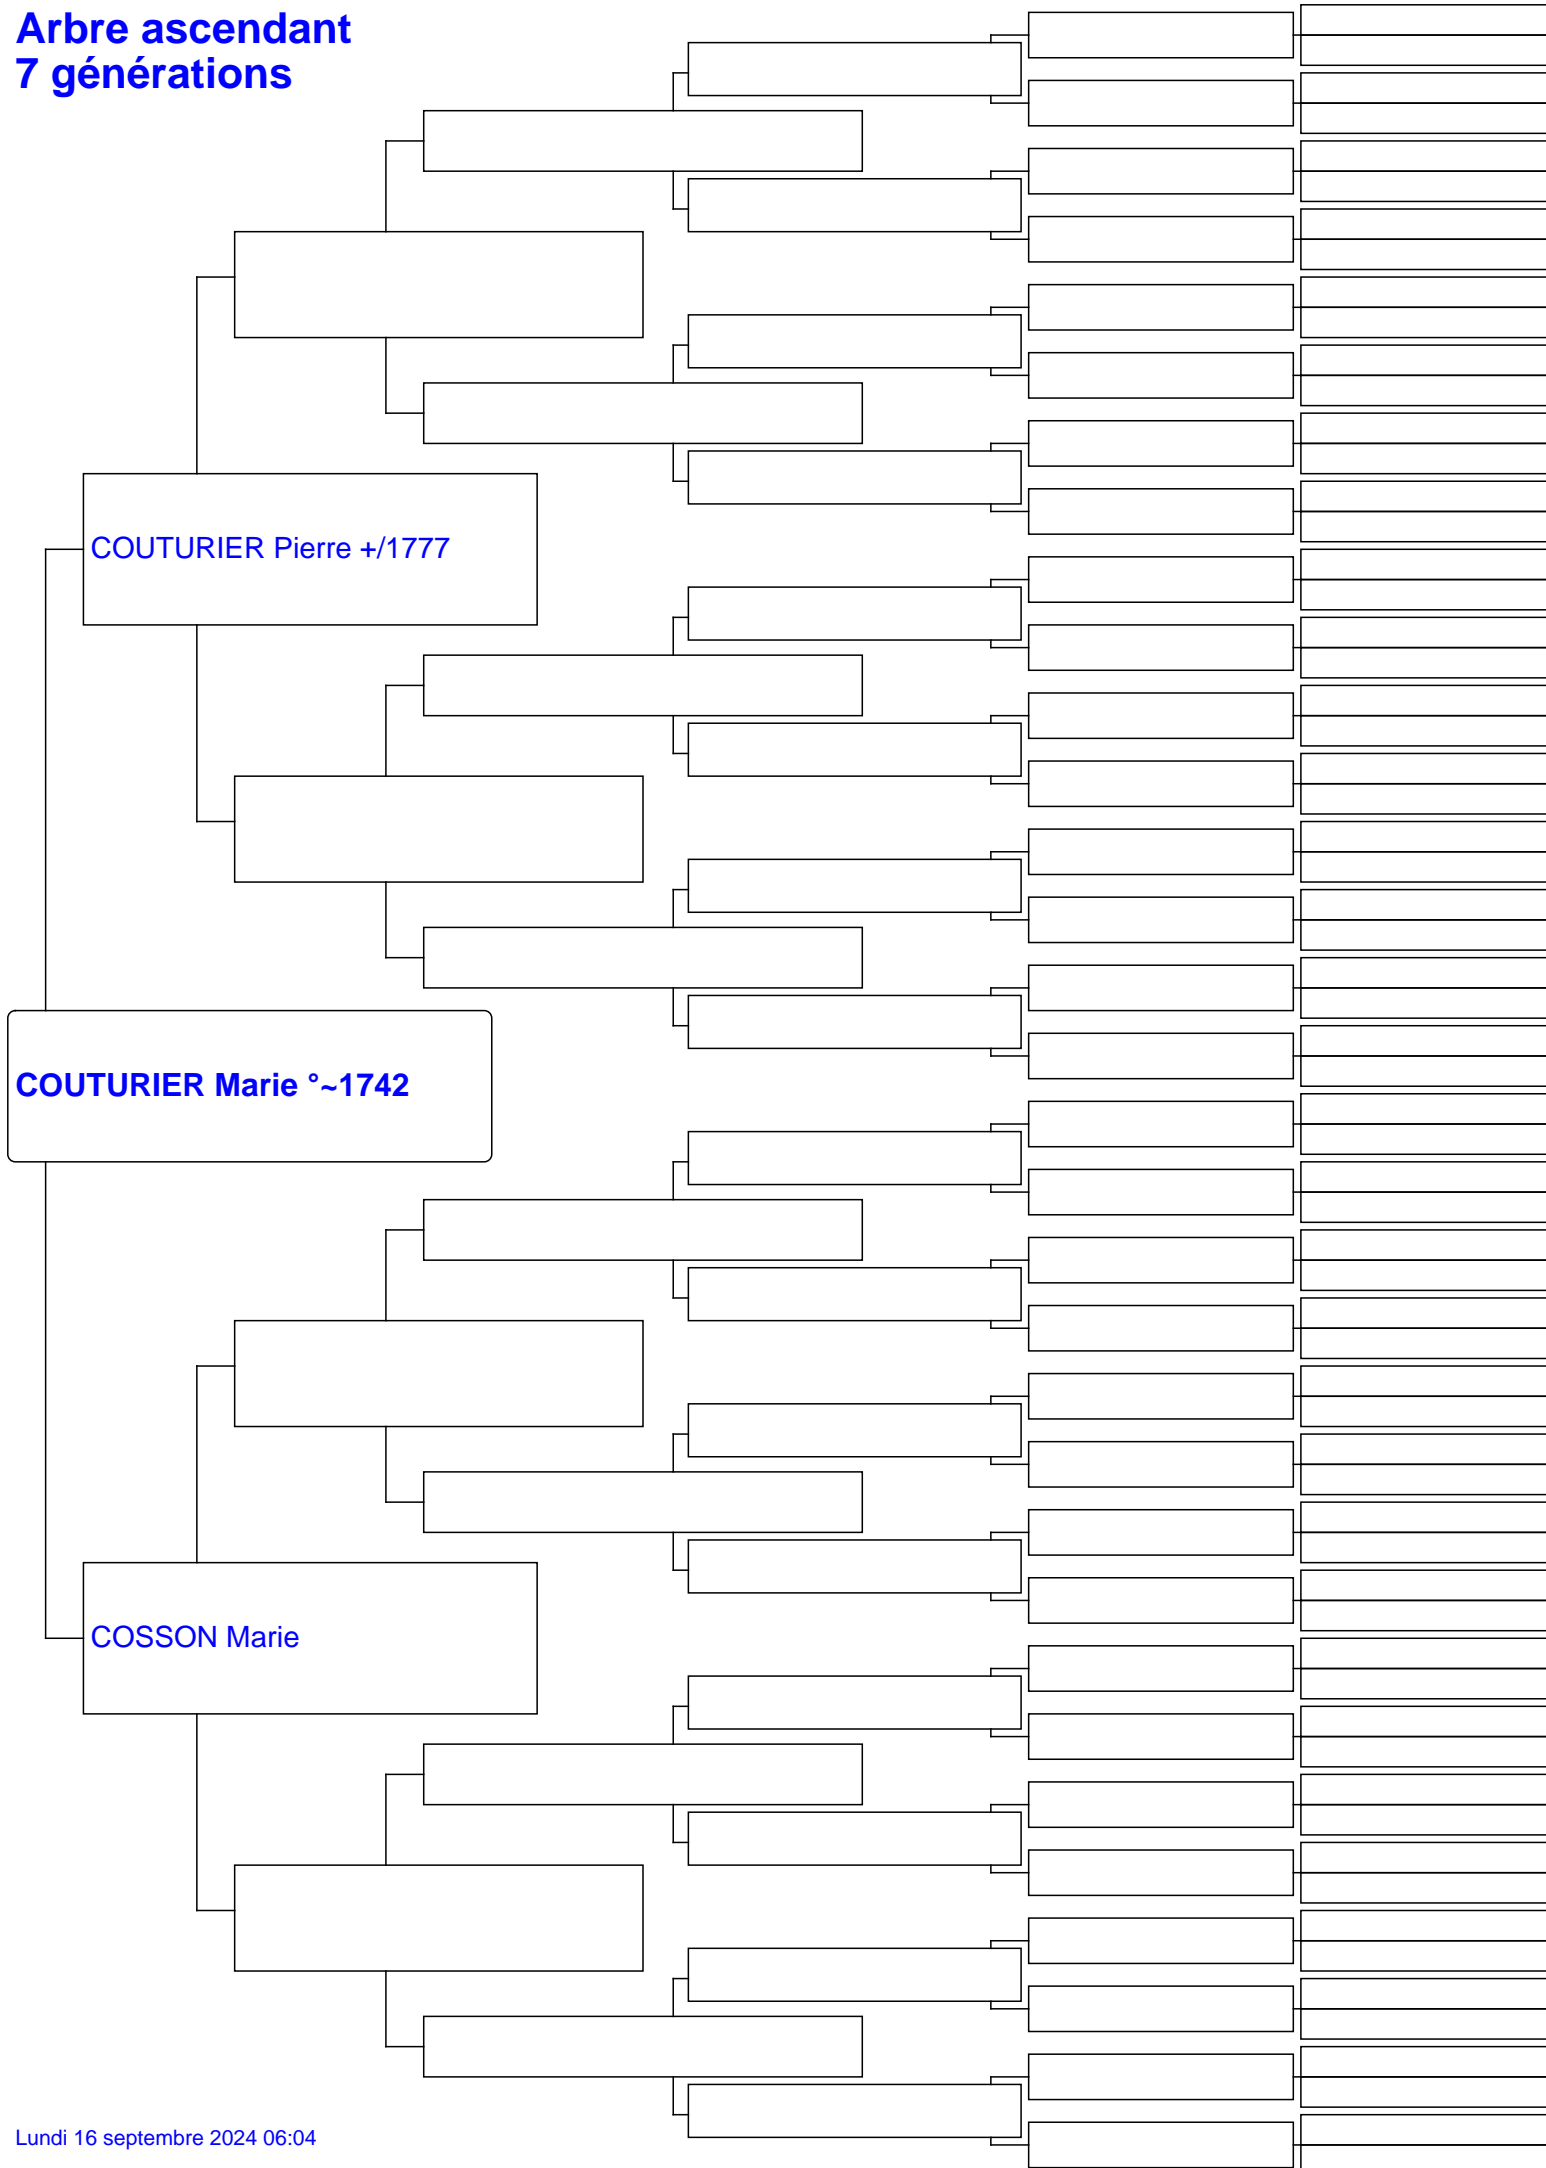 Arbre ascendant
7 générations
COUTURIER Pierre +/1777
COUTURIER Marie °~1742
COSSON Marie
Lundi 16 septembre 2024 06:04